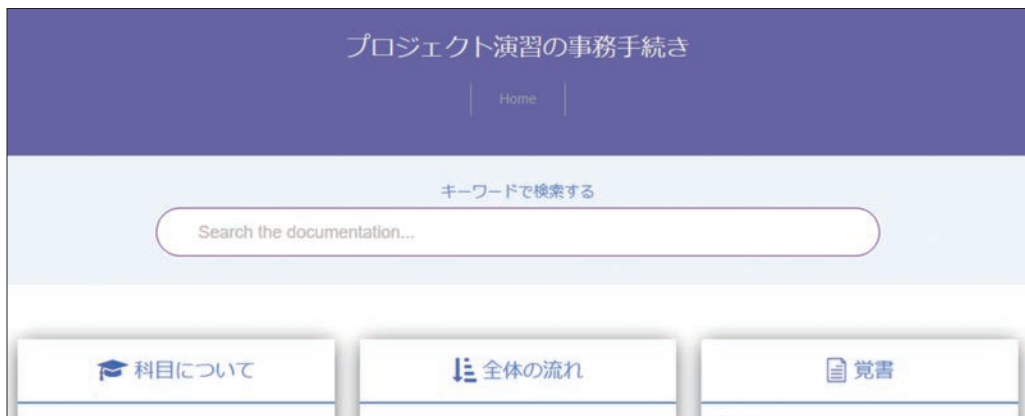 プロジェクト演習の事務手続き
Home
キーワードで検索する
Search the documentation...
科目について
全体の流れ
覚書